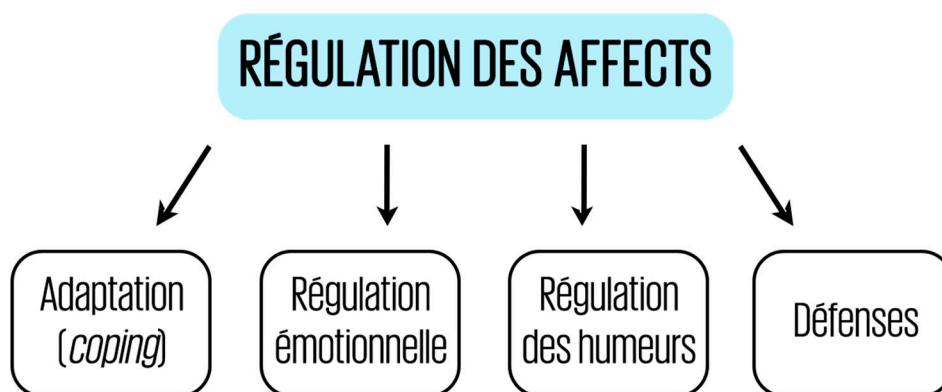 RÉGULATION DES AFFECTS
Adaptation
(coping)
Régulation
émotionnelle
Régulation
des humeurs
Défenses